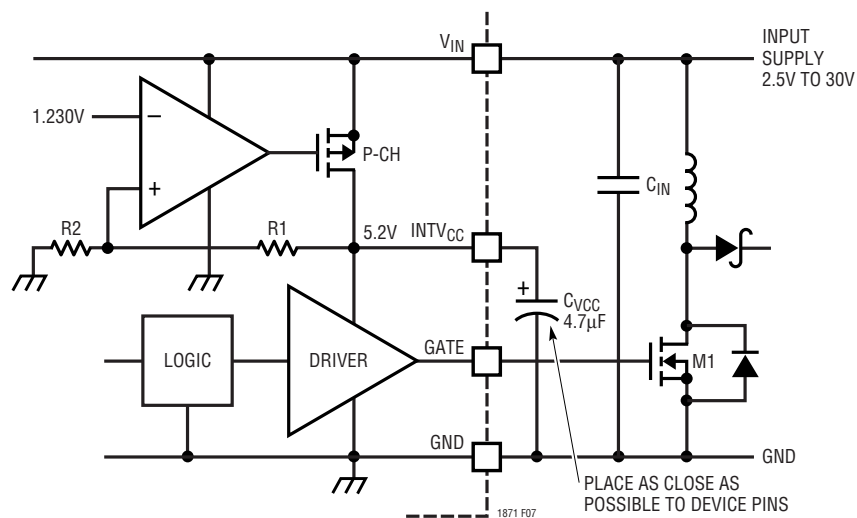 V_IN
INPUT
SUPPLY
2.5V TO 30V
1.230V
−
+
P-CH
C_IN
R2
R1
5.2V
INTV_CC
+
C_VCC
4.7µF
LOGIC
DRIVER
GATE
M1
GND
GND
PLACE AS CLOSE AS
POSSIBLE TO DEVICE PINS
1871 F07